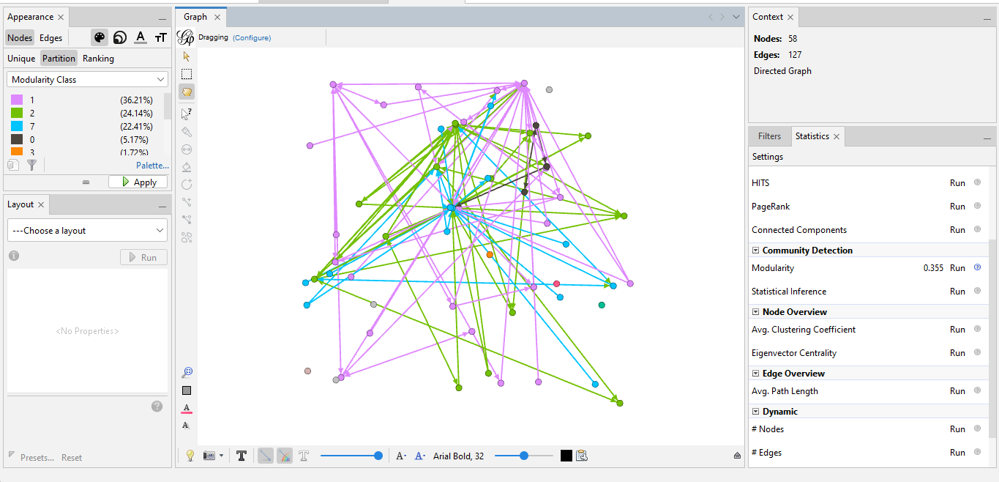 Appearance
Graph
Context
Nodes Edges A T T
Dragging (Configure)
Nodes: 58
Edges: 127
Directed Graph
Unique Partition Ranking
Modularity Class
1 (36.21%)
2 (24.14%)
7 (22.41%)
0 (5.17%)
3 (1.72%)
Palette...
Apply
Layout
---Choose a layout
Run
<No Properties>
Presets... Reset
T T A- A- Arial Bold, 32
Filters Statistics
Settings
HITS Run
PageRank Run
Connected Components Run
Community Detection
Modularity 0.355 Run
Statistical Inference Run
Node Overview
Avg. Clustering Coefficient Run
Eigenvector Centrality Run
Edge Overview
Avg. Path Length Run
Dynamic
# Nodes Run
# Edges Run